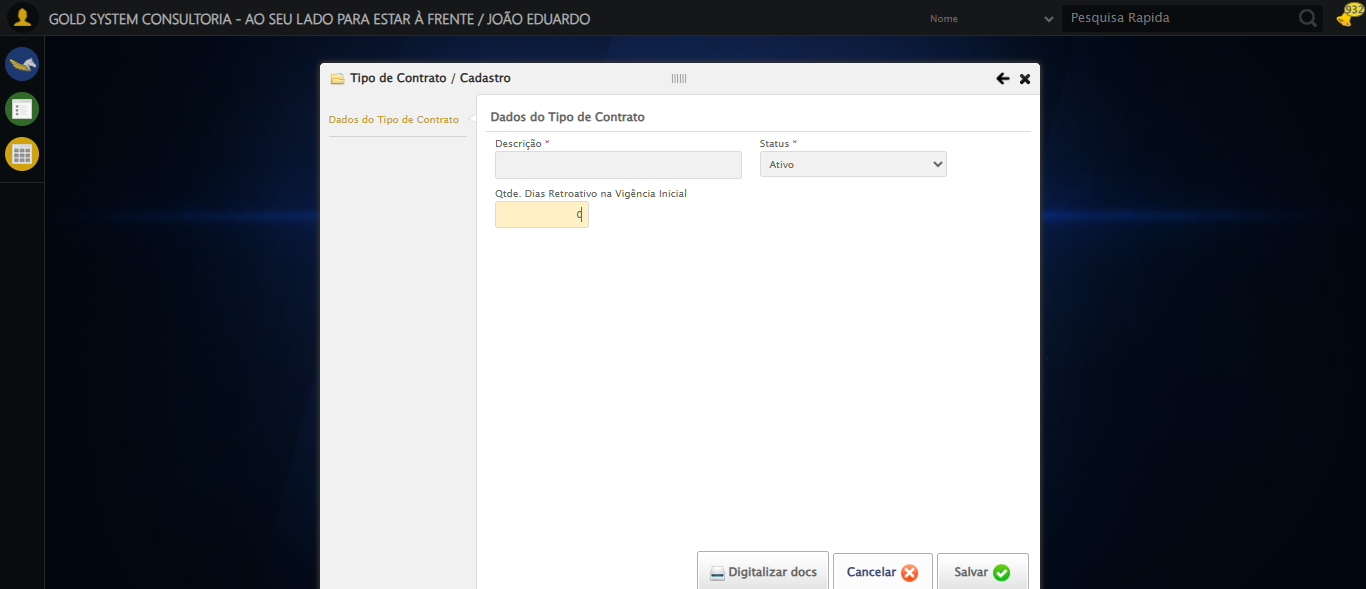 GOLD SYSTEM CONSULTORIA - AO SEU LADO PARA ESTAR À FRENTE / JOÃO EDUARDO
Nome
Pesquisa Rapida
932
Tipo de Contrato / Cadastro
Dados do Tipo de Contrato
Dados do Tipo de Contrato
Descrição *
Status *
Ativo
Qtde. Dias Retroativo na Vigência Inicial
0
Digitalizar docs
Cancelar
Salvar